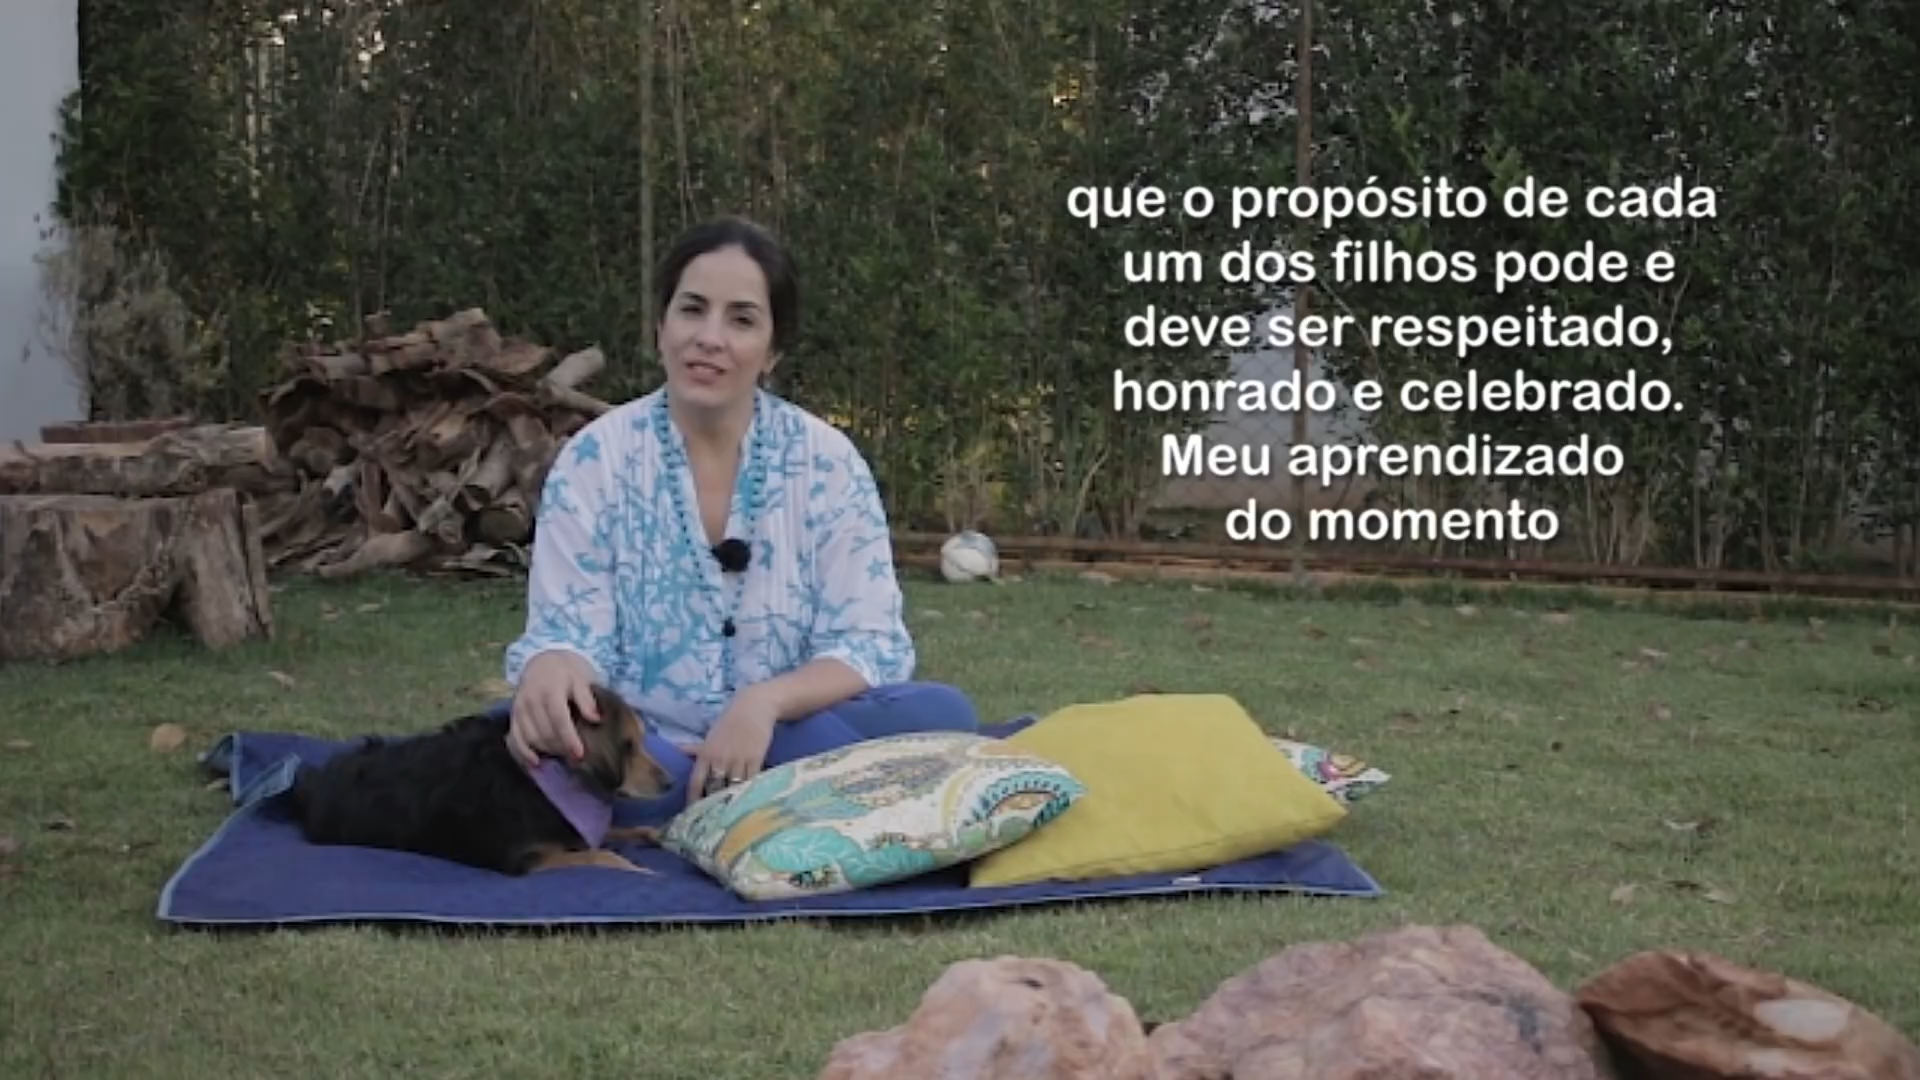 que o propósito de cada
um dos filhos pode e
deve ser respeitado,
honrado e celebrado.
Meu aprendizado
do momento